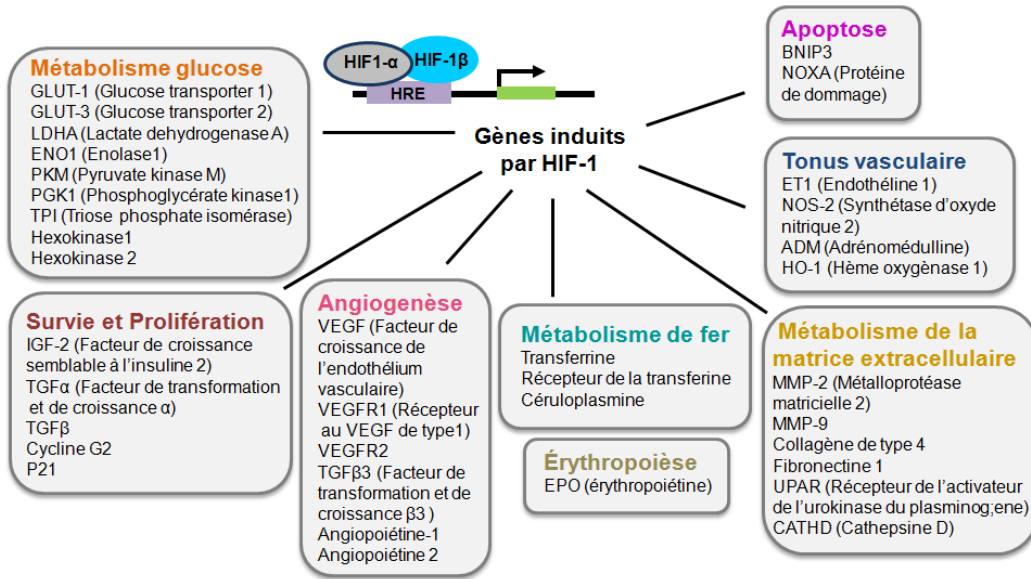 HIF1-α
HIF-1β
HRE
Gènes induits
par HIF-1
Métabolisme glucose
GLUT-1 (Glucose transporter 1)
GLUT-3 (Glucose transporter 2)
LDHA (Lactate dehydrogenase A)
ENO1 (Enolase1)
PKM (Pyruvate kinase M)
PGK1 (Phosphoglycérate kinase1)
TPI (Triose phosphate isomérase)
Hexokinase1
Hexokinase 2
Apoptose
BNIP3
NOXA (Protéine
de dommage)
Tonus vasculaire
ET1 (Endothéline 1)
NOS-2 (Synthétase d’oxyde
nitrique 2)
ADM (Adrénomédulline)
HO-1 (Hème oxygènase 1)
Survie et Prolifération
IGF-2 (Facteur de croissance
semblable à l’insuline 2)
TGFα (Facteur de transformation
et de croissance α)
TGFβ
Cycline G2
P21
Angiogenèse
VEGF (Facteur de
croissance de
l’endothélium
vasculaire)
VEGFR1 (Récepteur
au VEGF de type1)
VEGFR2
TGFβ3 (Facteur de
transformation et de
croissance β3 )
Angiopoiétine-1
Angiopoiétine 2
Métabolisme de fer
Transferrine
Récepteur de la transferine
Céruloplasmine
Érythropoièse
EPO (érythropoiétine)
Métabolisme de la
matrice extracellulaire
MMP-2 (Métalloprotéase
matricielle 2)
MMP-9
Collagène de type 4
Fibronectine 1
UPAR (Récepteur de l’activateur
de l’urokinase du plasminog;ene)
CATHD (Cathepsine D)